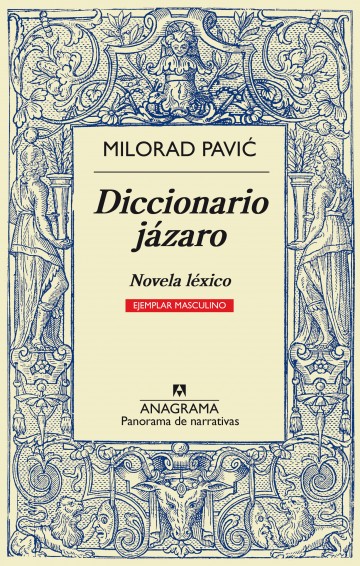 MILORAD PAVIĆ
Diccionario
jázaro
Novela léxico
EJEMPLAR MASCULINO
ANAGRAMA
Panorama de narrativas